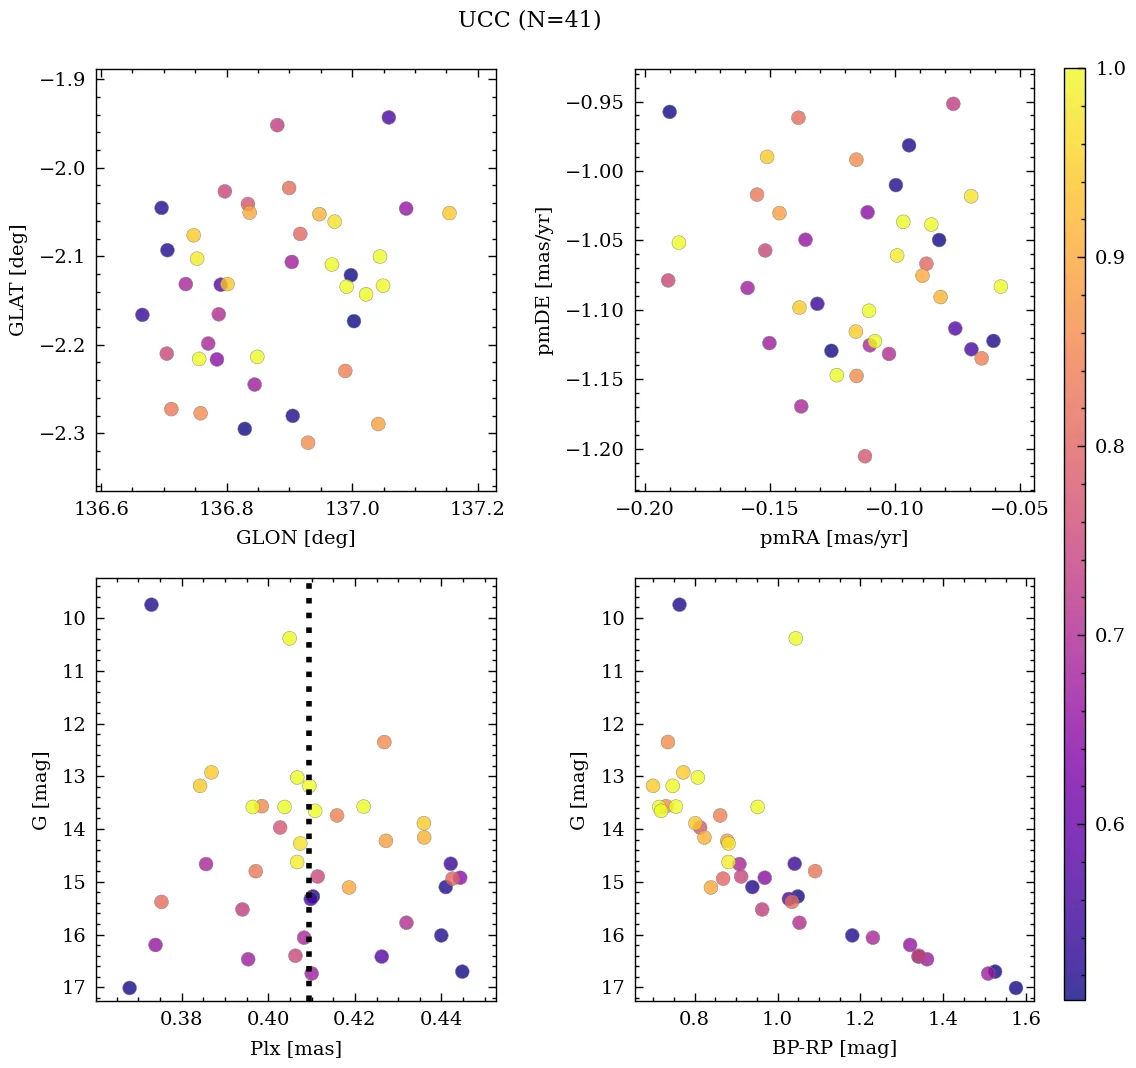 UCC (N=41)
−1.9
−2.0
−2.1
−2.2
−2.3
GLAT [deg]
136.6 136.8 137.0 137.2
GLON [deg]
−0.95
−1.00
−1.05
−1.10
−1.15
−1.20
pmDE [mas/yr]
−0.20 −0.15 −0.10 −0.05
pmRA [mas/yr]
10
11
12
13
14
15
16
17
G [mag]
0.38 0.40 0.42 0.44
Plx [mas]
10
11
12
13
14
15
16
17
G [mag]
0.8 1.0 1.2 1.4 1.6
BP-RP [mag]
1.0
0.9
0.8
0.7
0.6